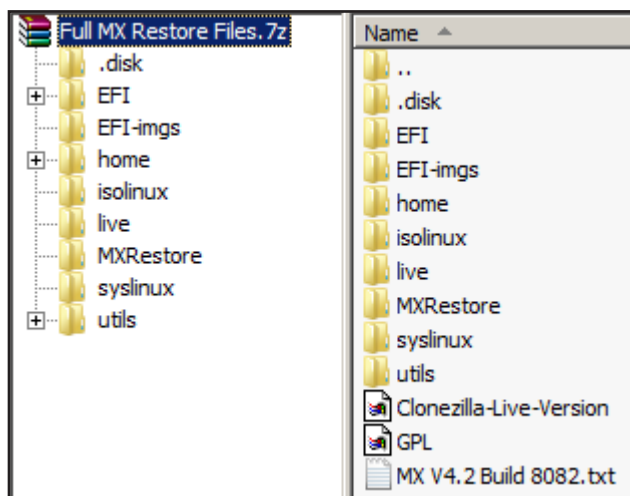 Full MX Restore Files.7z
.disk
EFI
EFI-imgs
home
isolinux
live
MXRestore
syslinux
utils
Name
..
.disk
EFI
EFI-imgs
home
isolinux
live
MXRestore
syslinux
utils
Clonezilla-Live-Version
GPL
MX V4.2 Build 8082.txt